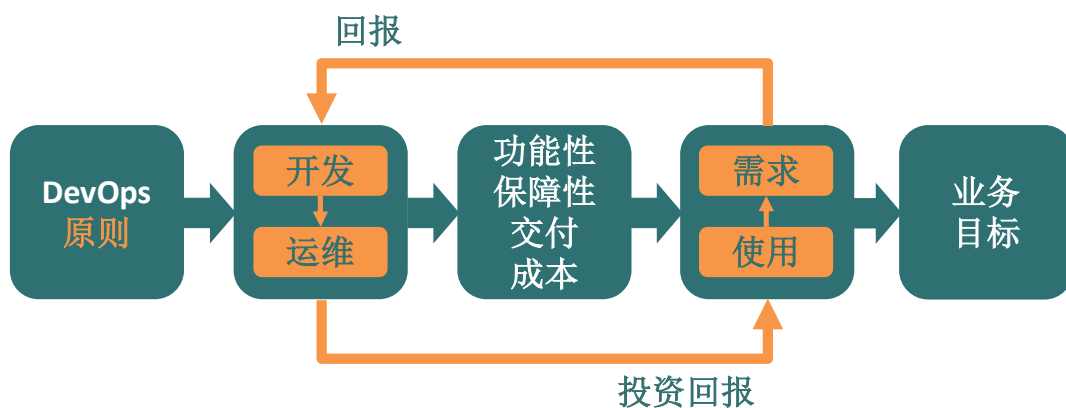 回报
DevOps
原则
开发
运维
功能性
保障性
交付
成本
需求
使用
业务
目标
投资回报